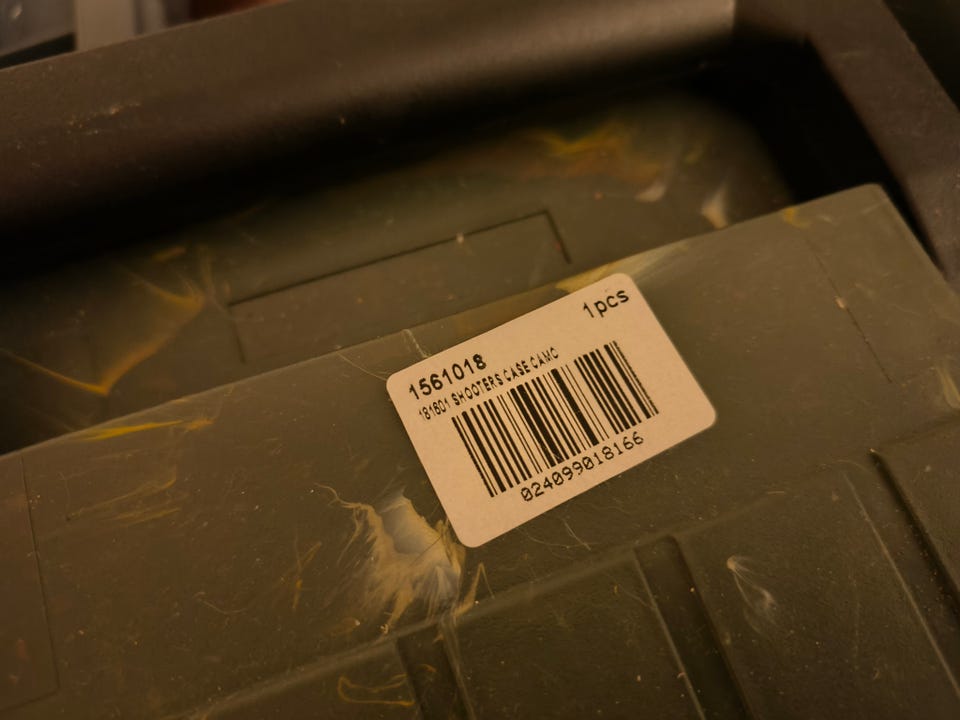 1pcs
1561018
181601 SHOOTERS CASE CAMO
024099018166